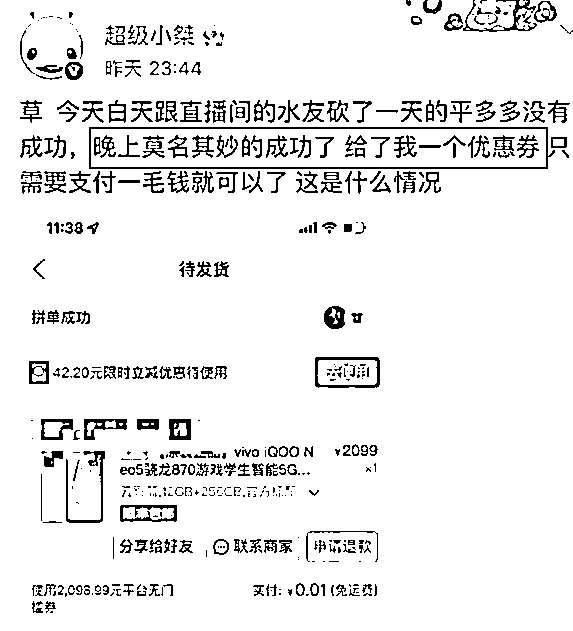 超级小桀
昨天 23:44
草 今天白天跟直播间的水友砍了一天的平多多没有
成功，晚上莫名其妙的成功了 给了我一个优惠券 只
需要支付一毛钱就可以了 这是什么情况
11:38
待发货
拼单成功
42.20元限时立减优惠待使用
去使用
vivo iQOO N ¥2099
eo5骁龙870游戏学生智能5G... ×1
12GB+256GB,官方标配
分享给好友 联系商家 申请退款
使用2,098.99元平台无门 实付: ¥0.01 (免运费)
槛券